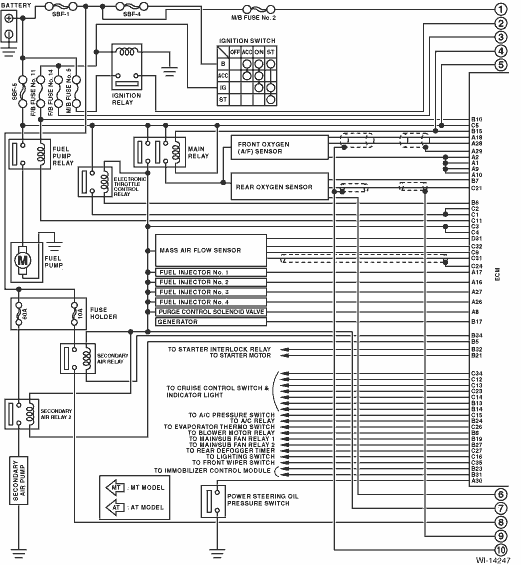 BATTERY
SBF-1
SBF-4
M/B FUSE No. 2
1
2
3
4
5
IGNITION SWITCH
OFF ACC ON ST
B
ACC
IG
ST
SBF-5
F/B FUSE No. 11
F/B FUSE No. 14
IGNITION
RELAY
FUEL
PUMP
RELAY
MAIN
RELAY
ELECTRONIC
THROTTLE
CONTROL
RELAY
FRONT OXYGEN
(A/F) SENSOR
REAR OXYGEN SENSOR
B10
C5
B15
A18
A28
A29
A2
A1
A9
A10
B7
C21
B6
C2
C1
C11
C3
C4
D31
C32
C31
C24
A17
A16
A27
A26
A8
B17
B34
B5
B32
B21
ECM
M
FUEL
PUMP
MASS AIR FLOW SENSOR
FUEL INJECTOR No. 1
FUEL INJECTOR No. 2
FUEL INJECTOR No. 3
FUEL INJECTOR No. 4
PURGE CONTROL SOLENOID VALVE
GENERATOR
60A
10A
FUSE
HOLDER
SECONDARY
AIR RELAY
TO STARTER INTERLOCK RELAY
TO STARTER MOTOR
TO CRUISE CONTROL SWITCH &
INDICATOR LIGHT
C34
C12
C13
C23
C14
B13
B14
C15
B24
C26
B8
B19
B27
C27
C16
C35
B23
B31
A30
SECONDARY
AIR RELAY 2
TO A/C PRESSURE SWITCH
TO A/C RELAY
TO EVAPORATOR THERMO SWITCH
TO BLOWER MOTOR RELAY
TO MAIN/SUB FAN RELAY 1
TO MAIN/SUB FAN RELAY 2
TO REAR DEFOGGER TIMER
TO LIGHTING SWITCH
TO FRONT WIPER SWITCH
TO IMMOBILIZER CONTROL MODULE
SECONDARY
AIR PUMP
MT : MT MODEL
AT : AT MODEL
POWER STEERING OIL
PRESSURE SWITCH
6
7
8
9
10
WI-14247